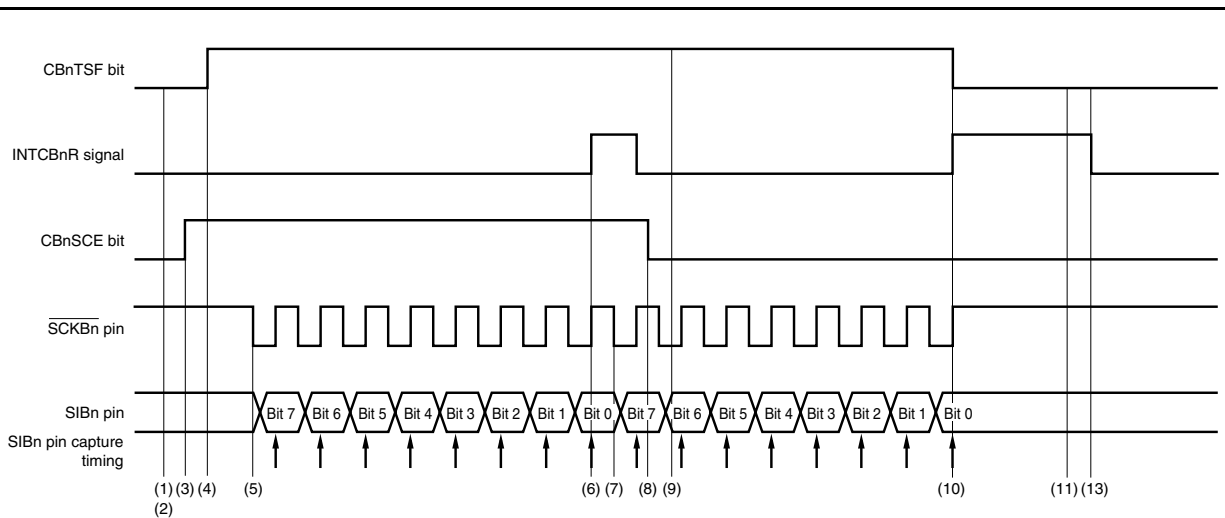 CBnTSF bit
INTCBnR signal
CBnSCE bit
SCKBn pin
SIBn pin
Bit 7 Bit 6 Bit 5 Bit 4 Bit 3 Bit 2 Bit 1 Bit 0 Bit 7 Bit 6 Bit 5 Bit 4 Bit 3 Bit 2 Bit 1 Bit 0
SIBn pin capture
timing
(1) (3) (4) (5) (6) (7) (8) (9) (10) (11) (13)
(2)